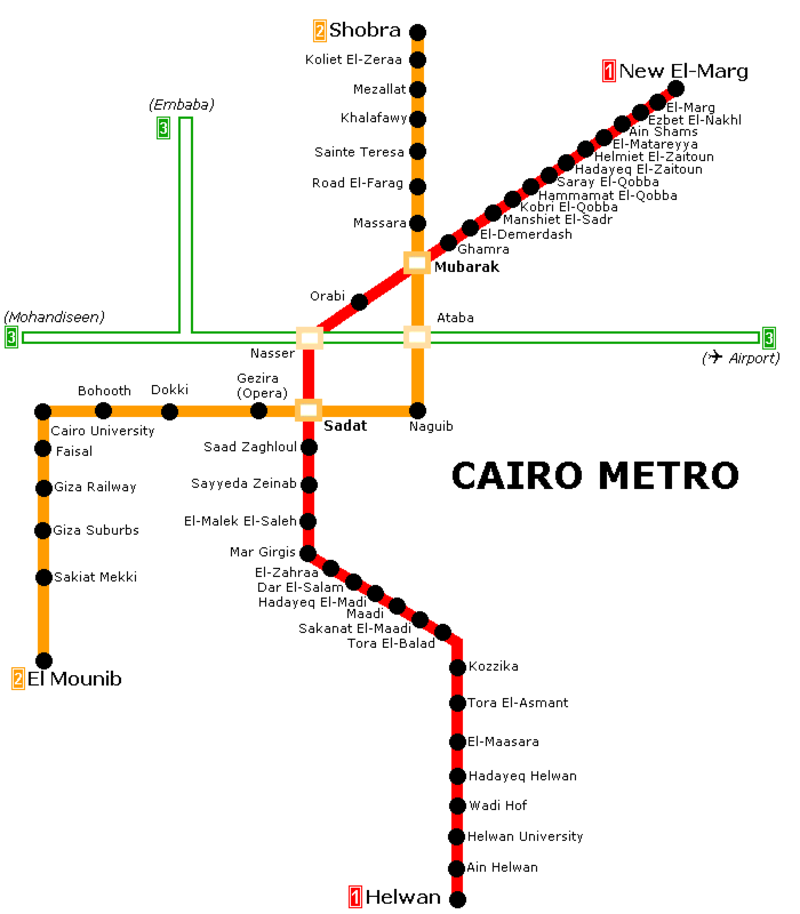 2 Shobra
Koliet El-Zeraa
Mezallat
Khalafawy
Sainte Teresa
Road El-Farag
Massara
1 New El-Marg
El-Marg
Ezbet El-Nakhl
Ain Shams
El-Matareyya
Helmiet El-Zaitoun
Hadayeq El-Zaitoun
Saray El-Qobba
Hammamat El-Qobba
Kobri El-Qobba
Manshiet El-Sadr
El-Demerdash
Ghamra
Mubarak
(Embaba)
3
Orabi
(Mohandiseen)
3
Nasser
Ataba
3
(✈ Airport)
Bohooth
Dokki
Gezira
(Opera)
Cairo University
Sadat
Naguib
Faisal
Giza Railway
Giza Suburbs
Sakiat Mekki
2 El Mounib
CAIRO METRO
Saad Zaghloul
Sayyeda Zeinab
El-Malek El-Saleh
Mar Girgis
El-Zahraa
Dar El-Salam
Hadayeq El-Madi
Maadi
Sakanat El-Maadi
Tora El-Balad
Kozzika
Tora El-Asmant
El-Maasara
Hadayeq Helwan
Wadi Hof
Helwan University
Ain Helwan
1 Helwan